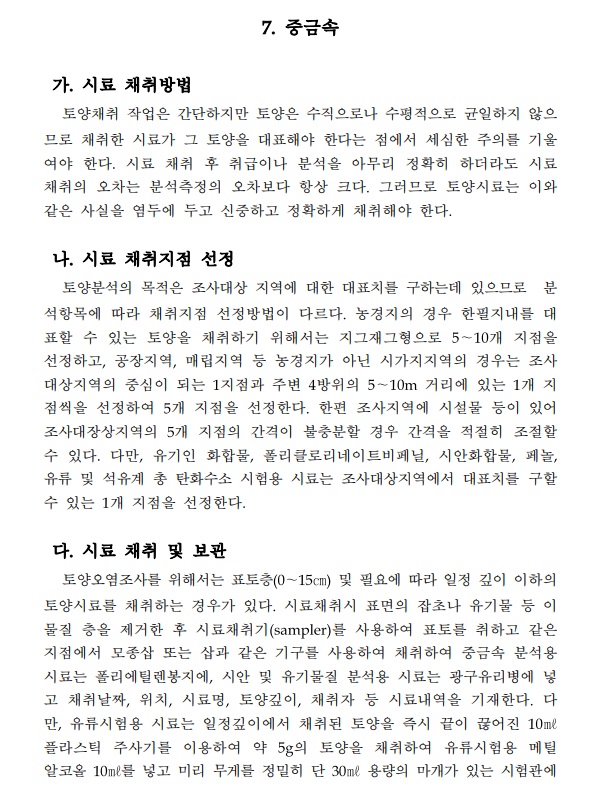 7. 중금속
가. 시료 채취방법
토양채취 작업은 간단하지만 토양은 수직으로나 수평적으로 균일하지 않으
므로 채취한 시료가 그 토양을 대표해야 한다는 점에서 세심한 주의를 기울
여야 한다. 시료 채취 후 취급이나 분석을 아무리 정확히 하더라도 시료
채취의 오차는 분석측정의 오차보다 항상 크다. 그러므로 토양시료는 이와
같은 사실을 염두에 두고 신중하고 정확하게 채취해야 한다.
나. 시료 채취지점 선정
토양분석의 목적은 조사대상 지역에 대한 대표치를 구하는데 있으므로 분
석항목에 따라 채취지점 선정방법이 다르다. 농경지의 경우 한필지내를 대
표할 수 있는 토양을 채취하기 위해서는 지그재그형으로 5~10개 지점을
선정하고, 공장지역, 매립지역 등 농경지가 아닌 시가지지역의 경우는 조사
대상지역의 중심이 되는 1지점과 주변 4방위의 5~10m 거리에 있는 1개 지
점씩을 선정하여 5개 지점을 선정한다. 한편 조사지역에 시설물 등이 있어
조사대장상지역의 5개 지점의 간격이 불충분할 경우 간격을 적절히 조절할
수 있다. 다만, 유기인 화합물, 폴리클로리네이트비페닐, 시안화합물, 페놀,
유류 및 석유계 총 탄화수소 시험용 시료는 조사대상지역에서 대표치를 구할
수 있는 1개 지점을 선정한다.
다. 시료 채취 및 보관
토양오염조사를 위해서는 표토층(0~15㎝) 및 필요에 따라 일정 깊이 이하의
토양시료를 채취하는 경우가 있다. 시료채취시 표면의 잡초나 유기물 등 이
물질 층을 제거한 후 시료채취기(sampler)를 사용하여 표토를 취하고 같은
지점에서 모종삽 또는 삽과 같은 기구를 사용하여 채취하여 중금속 분석용
시료는 폴리에틸렌봉지에, 시안 및 유기물질 분석용 시료는 광구유리병에 넣
고 채취날짜, 위치, 시료명, 토양깊이, 채취자 등 시료내역을 기재한다. 다
만, 유류시험용 시료는 일정깊이에서 채취된 토양을 즉시 끝이 끊어진 10㎖
플라스틱 주사기를 이용하여 약 5g의 토양을 채취하여 유류시험용 메틸
알코올 10㎖를 넣고 미리 무게를 정밀히 단 30㎖ 용량의 마개가 있는 시험관에